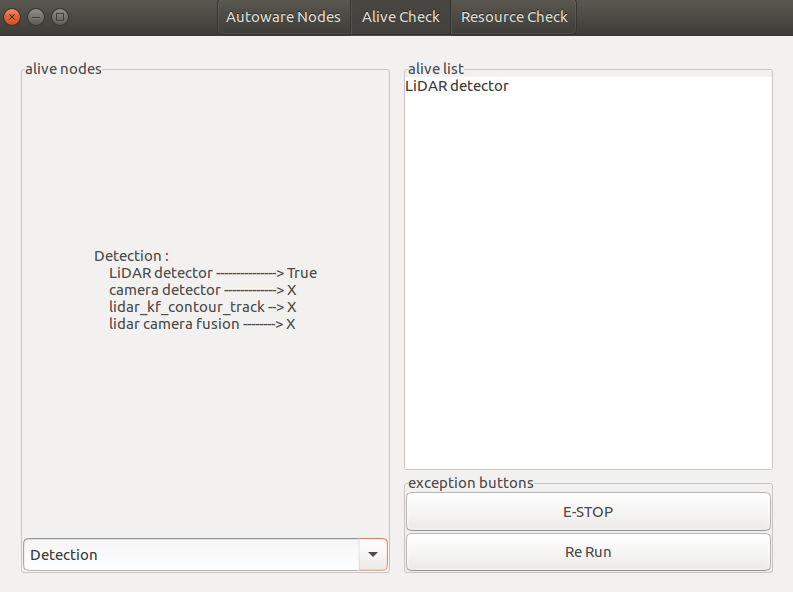 Autoware Nodes Alive Check Resource Check
alive nodes
Detection :
LiDAR detector ---------------> True
camera detector -------------> X
lidar_kf_contour_track --> X
lidar camera fusion --------> X
Detection
alive list
LiDAR detector
exception buttons
E-STOP
Re Run